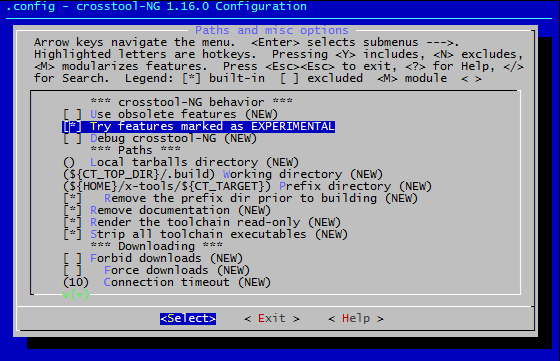 .config - crosstool-NG 1.16.0 Configuration
Paths and misc options
Arrow keys navigate the menu. <Enter> selects submenus --->.
Highlighted letters are hotkeys. Pressing <Y> includes, <N> excludes,
<M> modularizes features. Press <Esc><Esc> to exit, <?> for Help, </>
for Search. Legend: [*] built-in [ ] excluded <M> module < >
*** crosstool-NG behavior ***
[ ] Use obsolete features (NEW)
[*] Try features marked as EXPERIMENTAL
[ ] Debug crosstool-NG (NEW)
*** Paths ***
() Local tarballs directory (NEW)
(${CT_TOP_DIR}/.build) Working directory (NEW)
(${HOME}/x-tools/${CT_TARGET}) Prefix directory (NEW)
[*] Remove the prefix dir prior to building (NEW)
[*] Remove documentation (NEW)
[*] Render the toolchain read-only (NEW)
[*] Strip all toolchain executables (NEW)
*** Downloading ***
[ ] Forbid downloads (NEW)
[ ] Force downloads (NEW)
(10) Connection timeout (NEW)
v(+)
<Select> < Exit > < Help >